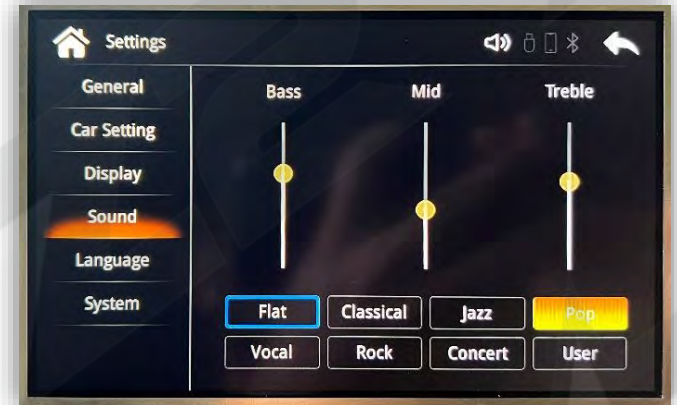 Settings
General
Car Setting
Display
Sound
Language
System
Bass Mid Treble
Flat Classical Jazz Pop
Vocal Rock Concert User